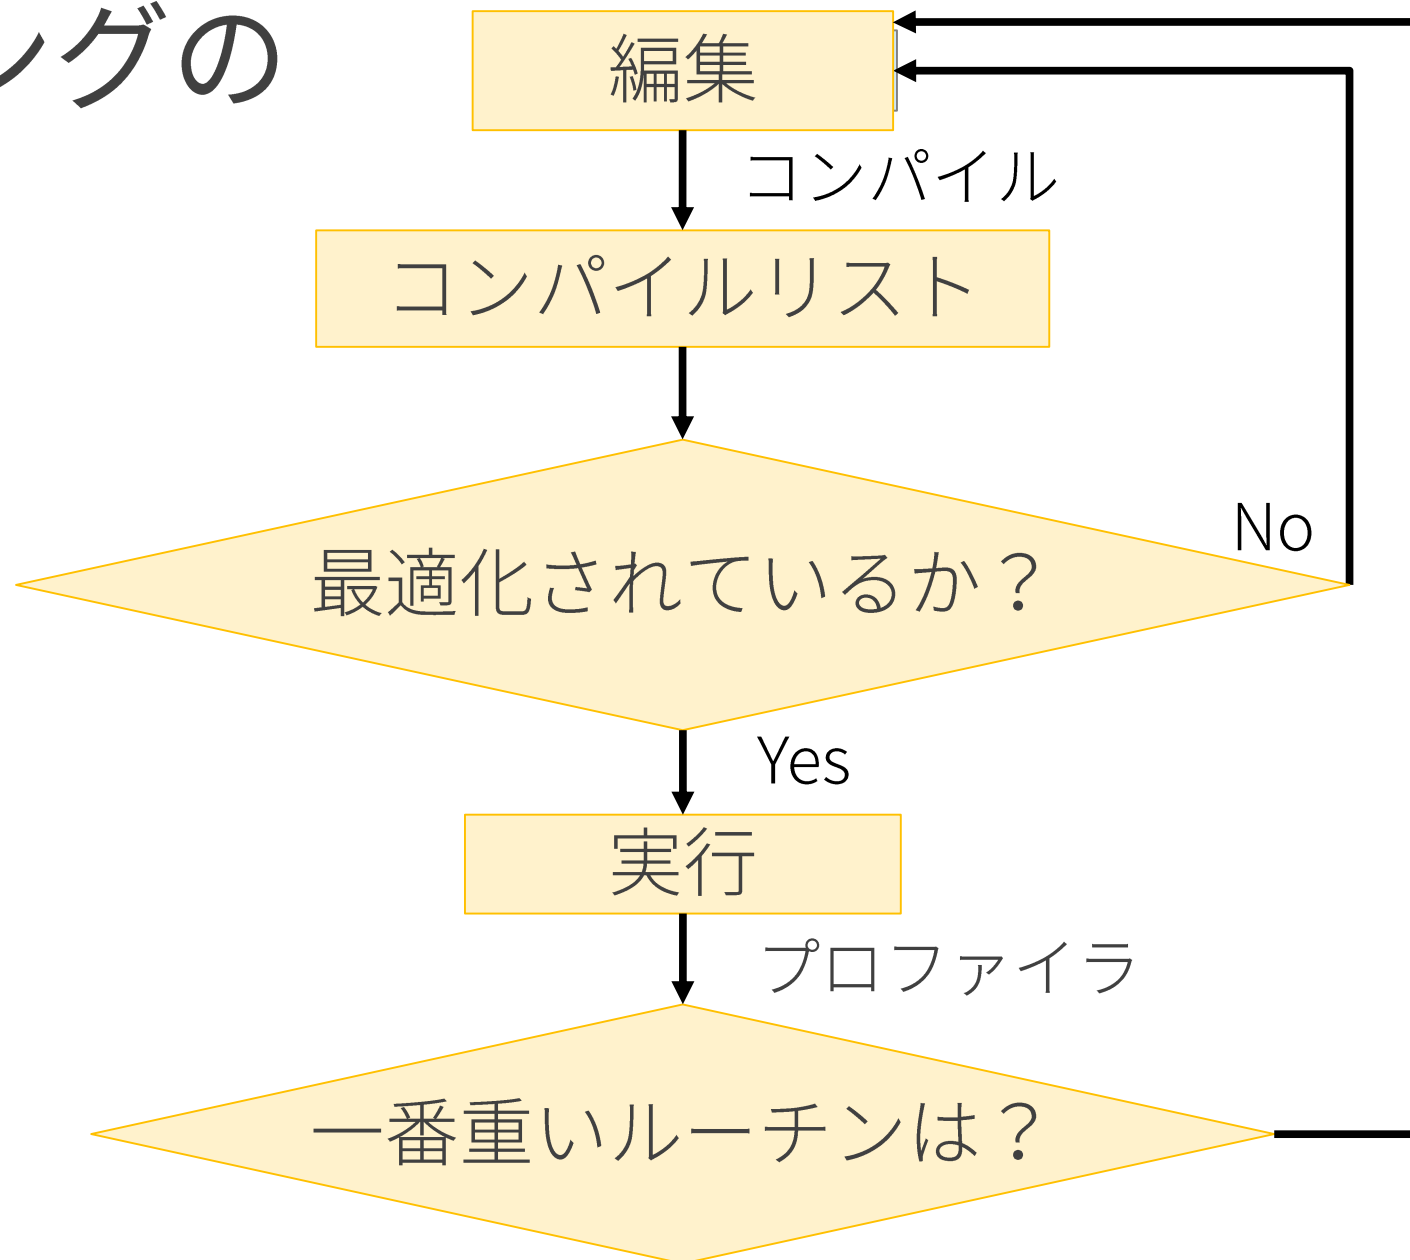 ングの
編集
コンパイル
コンパイルリスト
最適化されているか？
No
Yes
実行
プロファイラ
一番重いルーチンは？